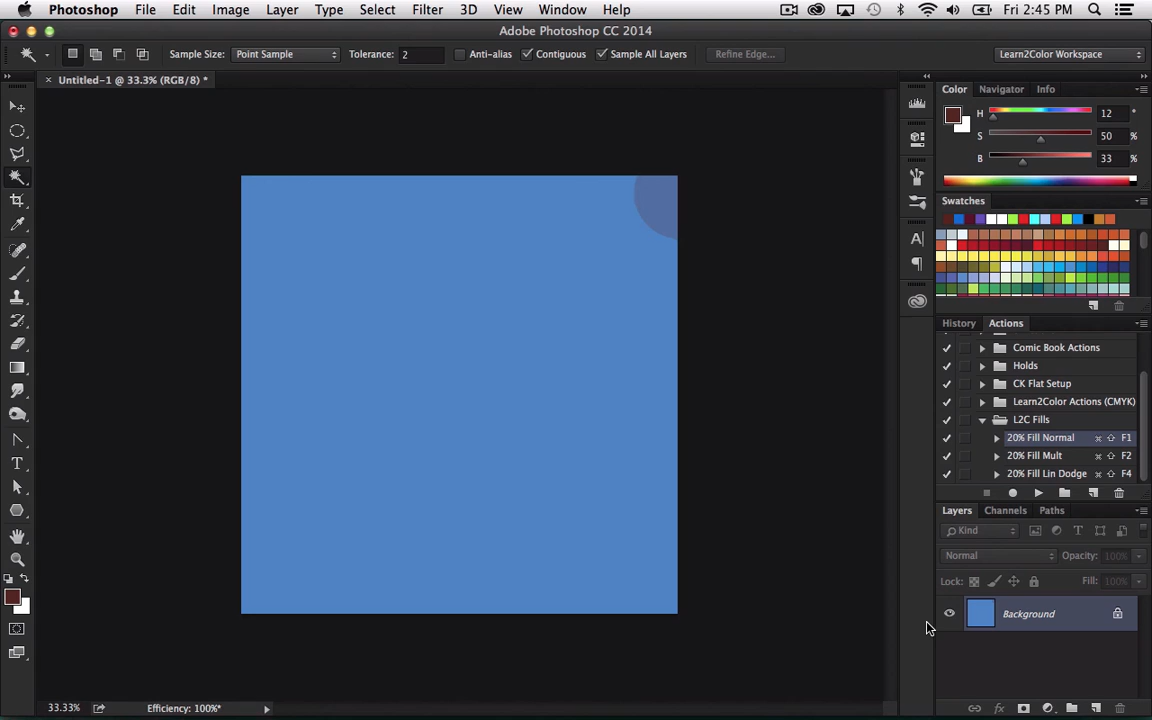 Photoshop File Edit Image Layer Type Select Filter 3D View Window Help Fri 2:45 PM
Adobe Photoshop CC 2014
Sample Size: Point Sample Tolerance: 2 Anti-alias Contiguous Sample All Layers Refine Edge... Learn2Color Workspace
Untitled-1 @ 33.3% (RGB/8) *
Color Navigator Info
H 12 °
S 50 %
B 33 %
Swatches
History Actions
Comic Book Actions
Holds
CK Flat Setup
Learn2Color Actions (CMYK)
L2C Fills
20% Fill Normal F1
20% Fill Mult F2
20% Fill Lin Dodge F4
Layers Channels Paths
Kind
Normal Opacity: 100%
Lock: Fill: 100%
Background
33.33% Efficiency: 100%*